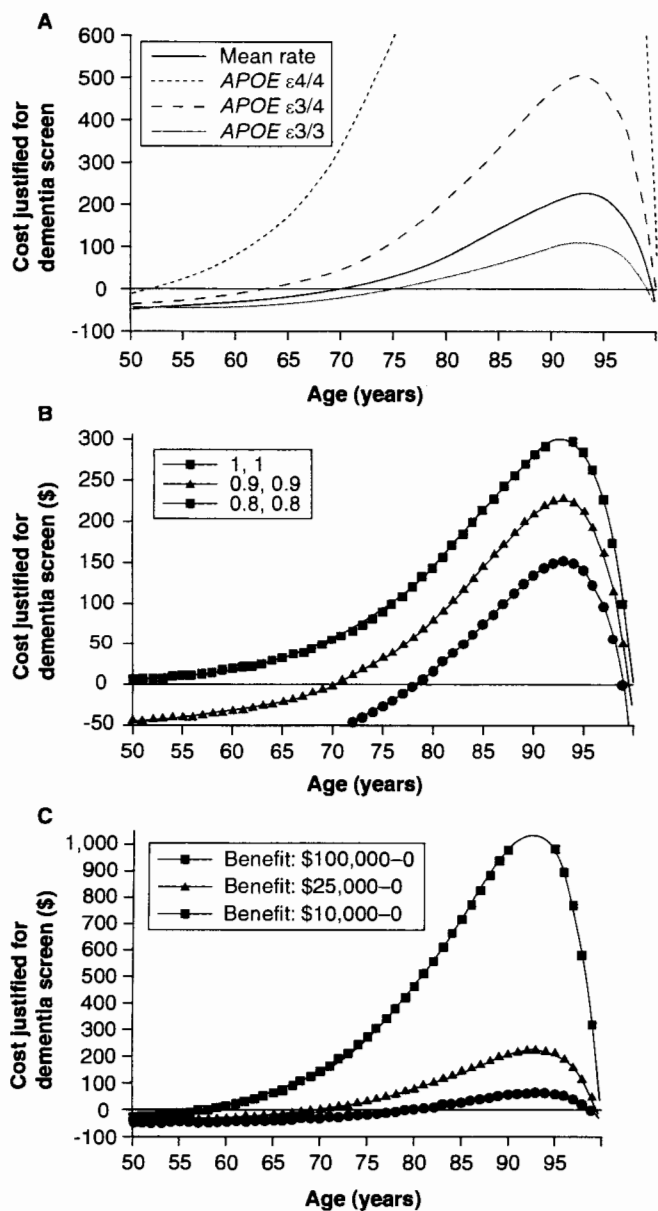 A
Cost justified for
dementia screen
600
500
400
300
200
100
0
-100
Mean rate
APOE ε4/4
APOE ε3/4
APOE ε3/3
50 55 60 65 70 75 80 85 90 95
Age (years)
B
Cost justified for
dementia screen ($)
300
250
200
150
100
50
0
-50
1, 1
0.9, 0.9
0.8, 0.8
50 55 60 65 70 75 80 85 90 95
Age (years)
C
Cost justified for
dementia screen ($)
1,000
900
800
700
600
500
400
300
200
100
0
-100
Benefit: $100,000–0
Benefit: $25,000–0
Benefit: $10,000–0
50 55 60 65 70 75 80 85 90 95
Age (years)